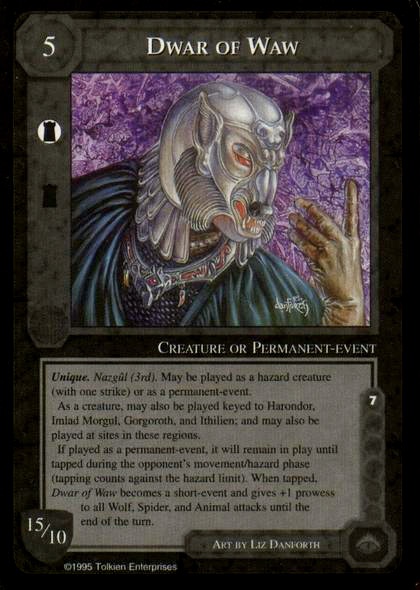 5
DWAR OF WAW
danforth
CREATURE OR PERMANENT-EVENT
Unique. Nazgûl (3rd). May be played as a hazard creature
(with one strike) or as a permanent-event.
As a creature, may also be played keyed to Harondor,
Imlad Morgul, Gorgoroth, and Ithilien; and may also be
played at sites in these regions.
If played as a permanent-event, it will remain in play until
tapped during the opponent's movement/hazard phase
(tapping counts against the hazard limit). When tapped,
Dwar of Waw becomes a short-event and gives +1 prowess
to all Wolf, Spider, and Animal attacks until the
end of the turn.
7
15/10
ART BY LIZ DANFORTH
©1995 Tolkien Enterprises